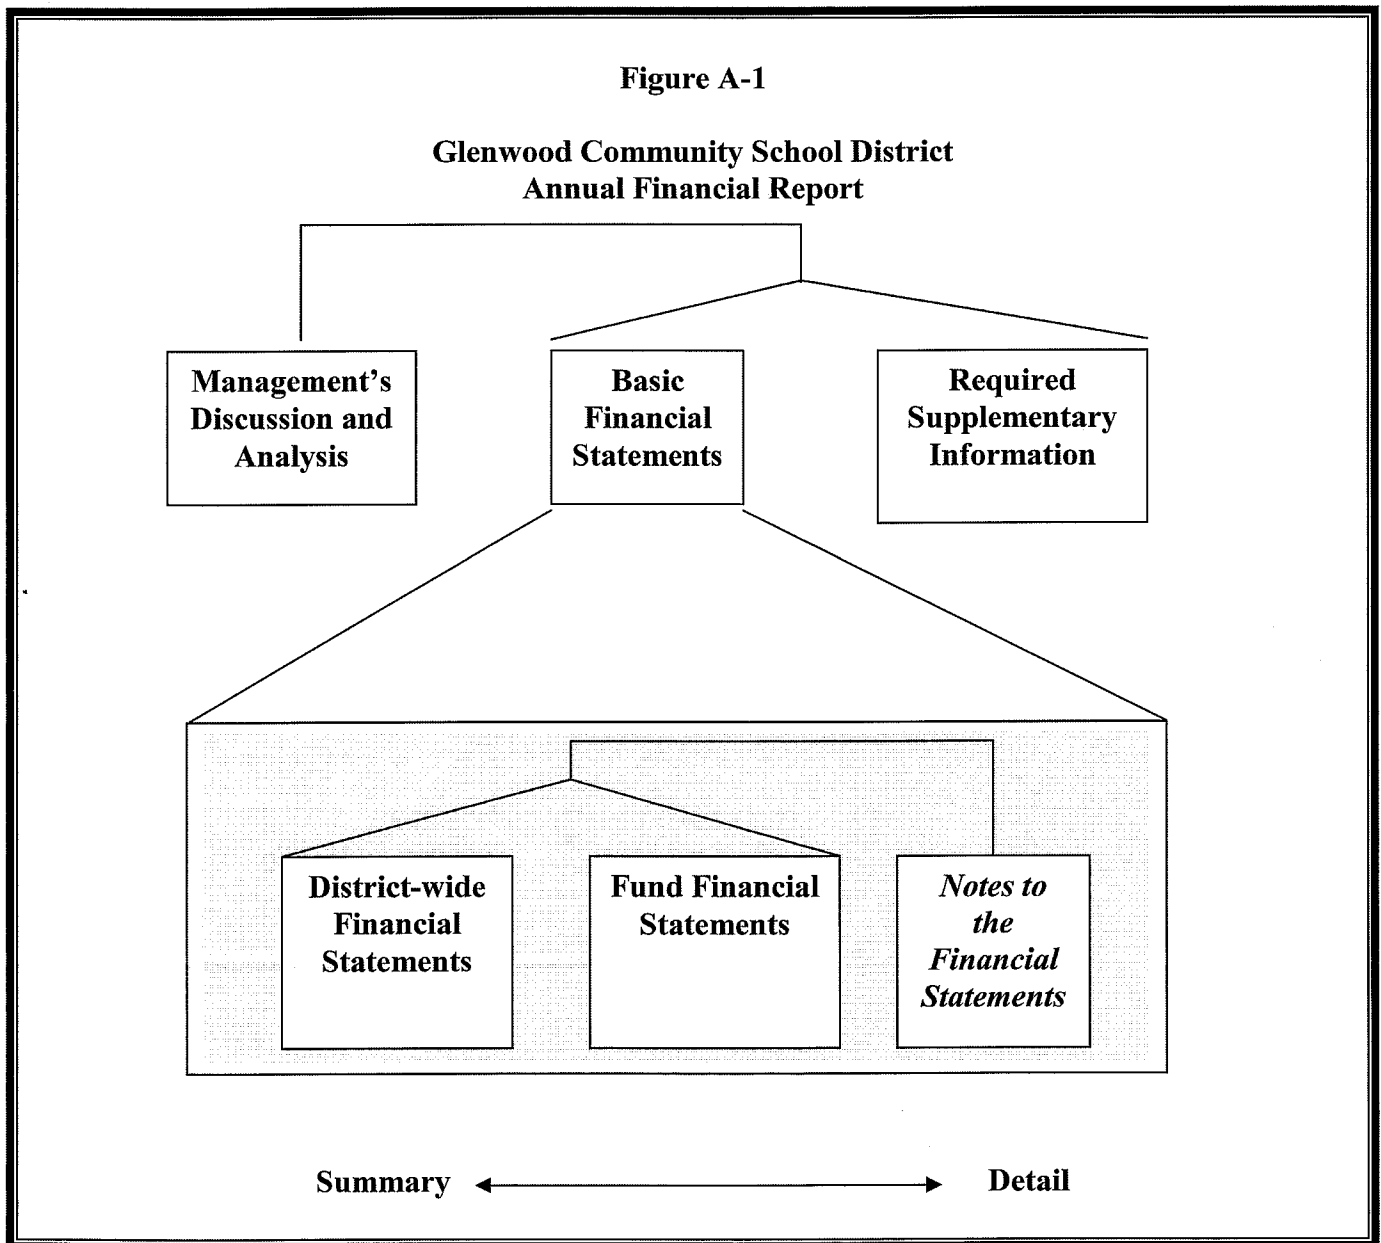 Figure A-1
Glenwood Community School District
Annual Financial Report
Management's
Discussion and
Analysis
Basic
Financial
Statements
Required
Supplementary
Information
District-wide
Financial
Statements
Fund Financial
Statements
Notes to
the
Financial
Statements
Summary
Detail